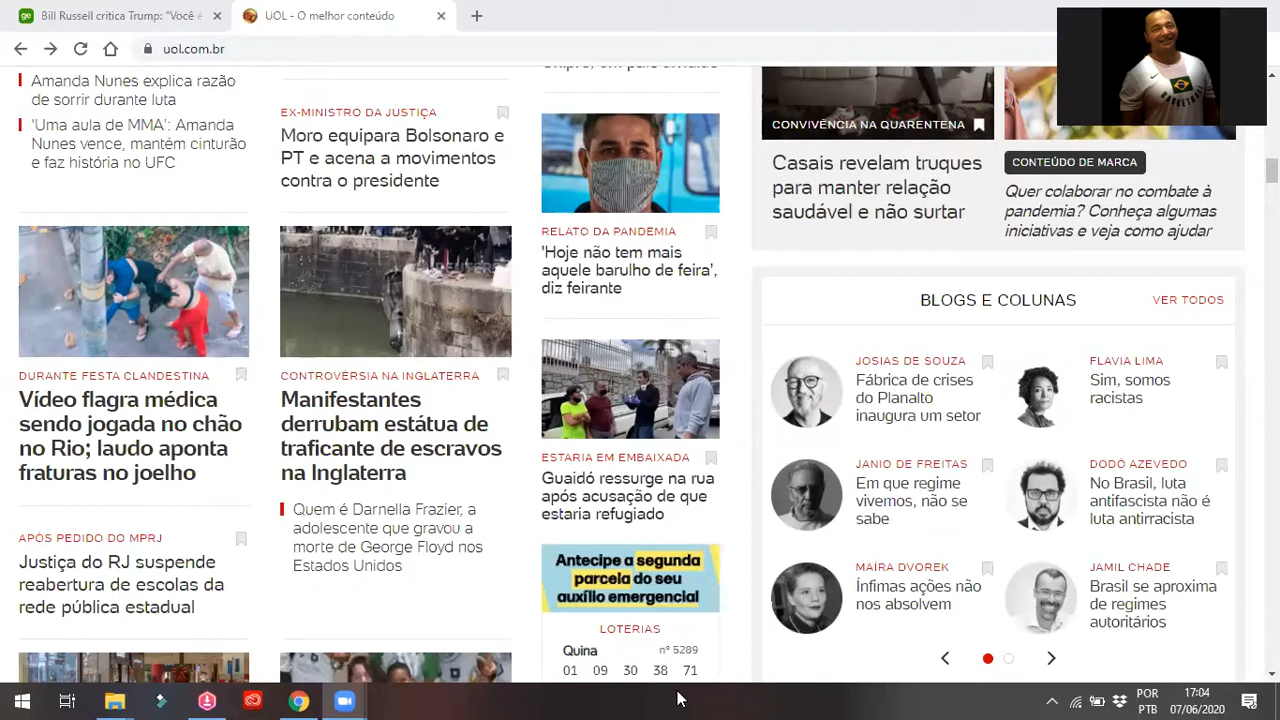 Bill Russell critica Trump: "Você é
UOL - O melhor conteúdo
uol.com.br
Amanda Nunes explica razão
de sorrir durante luta
'Uma aula de MMA': Amanda
Nunes vence, mantém cinturão
e faz história no UFC
DURANTE FESTA CLANDESTINA
Vídeo flagra médica
sendo jogada no chão
no Rio; laudo aponta
fraturas no joelho
APÓS PEDIDO DO MPRJ
Justiça do RJ suspende
reabertura de escolas da
rede pública estadual
EX-MINISTRO DA JUSTIÇA
Moro equipara Bolsonaro e
PT e acena a movimentos
contra o presidente
CONTROVÉRSIA NA INGLATERRA
Manifestantes
derrubam estátua de
traficante de escravos
na Inglaterra
Quem é Darnella Frazier, a
adolescente que gravou a
morte de George Floyd nos
Estados Unidos
RELATO DA PANDEMIA
'Hoje não tem mais
aquele barulho de feira',
diz feirante
ESTARIA EM EMBAIXADA
Guaidó ressurge na rua
após acusação de que
estaria refugiado
Antecipe a segunda
parcela do seu
auxílio emergencial
LOTERIAS
Quina nº 5289
01 09 30 38 71
CONVIVÊNCIA NA QUARENTENA
Casais revelam truques
para manter relação
saudável e não surtar
CONTEÚDO DE MARCA
Quer colaborar no combate à
pandemia? Conheça algumas
iniciativas e veja como ajudar
BLOGS E COLUNAS
VER TODOS
JOSIAS DE SOUZA
Fábrica de crises
do Planalto
inaugura um setor
FLAVIA LIMA
Sim, somos
racistas
JANIO DE FREITAS
Em que regime
vivemos, não se
sabe
DODÔ AZEVEDO
No Brasil, luta
antifascista não é
luta antirracista
MAÍRA DVOREK
Ínfimas ações não
nos absolvem
JAMIL CHADE
Brasil se aproxima
de regimes
autoritários
BASKETBALL
POR
PTB
17:04
07/06/2020